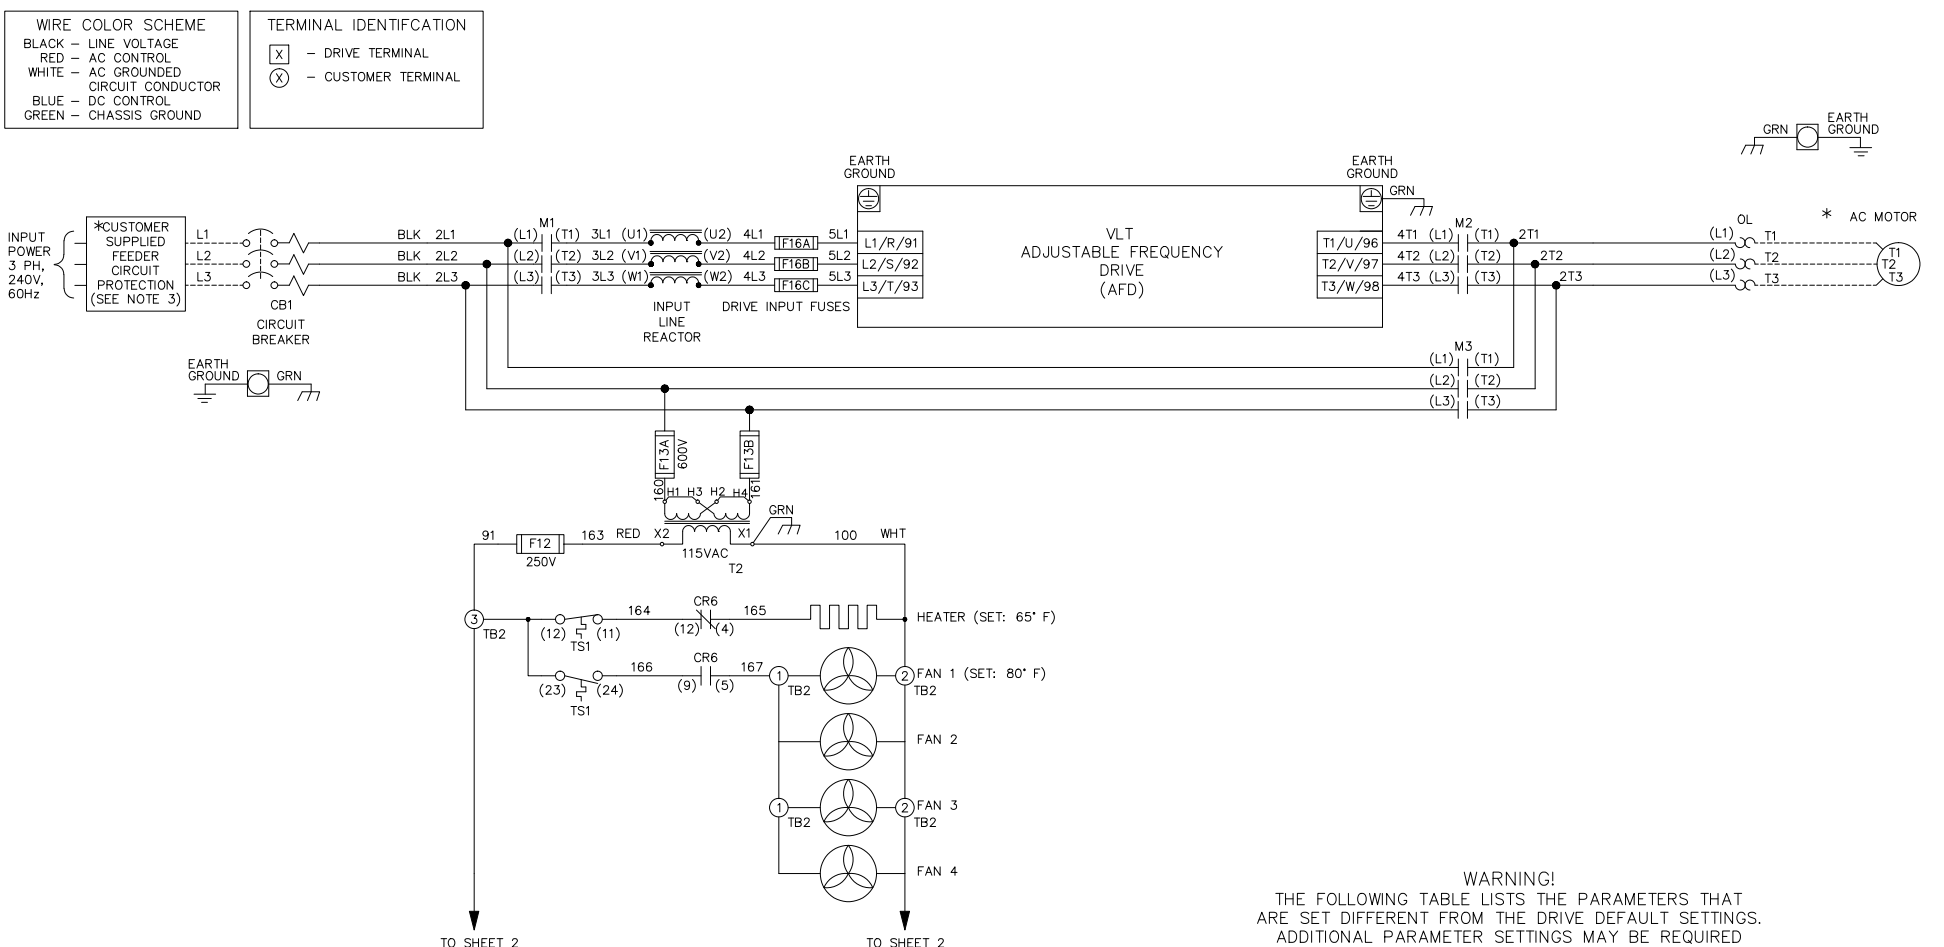 WIRE COLOR SCHEME
BLACK – LINE VOLTAGE
RED – AC CONTROL
WHITE – AC GROUNDED
CIRCUIT CONDUCTOR
BLUE – DC CONTROL
GREEN – CHASSIS GROUND
TERMINAL IDENTIFCATION
X – DRIVE TERMINAL
X – CUSTOMER TERMINAL
GRN
EARTH
GROUND
INPUT
POWER
3 PH,
240V,
60Hz
*CUSTOMER
SUPPLIED
FEEDER
CIRCUIT
PROTECTION
(SEE NOTE 3)
L1
L2
L3
CB1
CIRCUIT
BREAKER
EARTH
GROUND
GRN
M1
BLK 2L1 (L1) (T1) 3L1 (U1) (U2) 4L1 F16A 5L1 L1/R/91
BLK 2L2 (L2) (T2) 3L2 (V1) (V2) 4L2 F16B 5L2 L2/S/92
BLK 2L3 (L3) (T3) 3L3 (W1) (W2) 4L3 F16C 5L3 L3/T/93
INPUT
LINE
REACTOR
DRIVE INPUT FUSES
EARTH
GROUND
VLT
ADJUSTABLE FREQUENCY
DRIVE
(AFD)
EARTH
GROUND
GRN
M2
T1/U/96 4T1 (L1) (T1) 2T1
T2/V/97 4T2 (L2) (T2) 2T2
T3/W/98 4T3 (L3) (T3) 2T3
OL
(L1) T1
(L2) T2
(L3) T3
* AC MOTOR
T1
T2
T3
M3
(L1) (T1)
(L2) (T2)
(L3) (T3)
F13A
600V
F13B
160
161
H1 H3 H2 H4
GRN
91 F12 163 RED X2 X1 100 WHT
250V
115VAC
T2
3
TB2
164 CR6 165
(12) (11) (12) (4)
TS1
HEATER (SET: 65° F)
166 CR6 167
(23) (24) (9) (5)
TS1
1
TB2
2
TB2
FAN 1 (SET: 80° F)
FAN 2
1
TB2
2
TB2
FAN 3
FAN 4
TO SHEET 2
TO SHEET 2
WARNING!
THE FOLLOWING TABLE LISTS THE PARAMETERS THAT
ARE SET DIFFERENT FROM THE DRIVE DEFAULT SETTINGS.
ADDITIONAL PARAMETER SETTINGS MAY BE REQUIRED